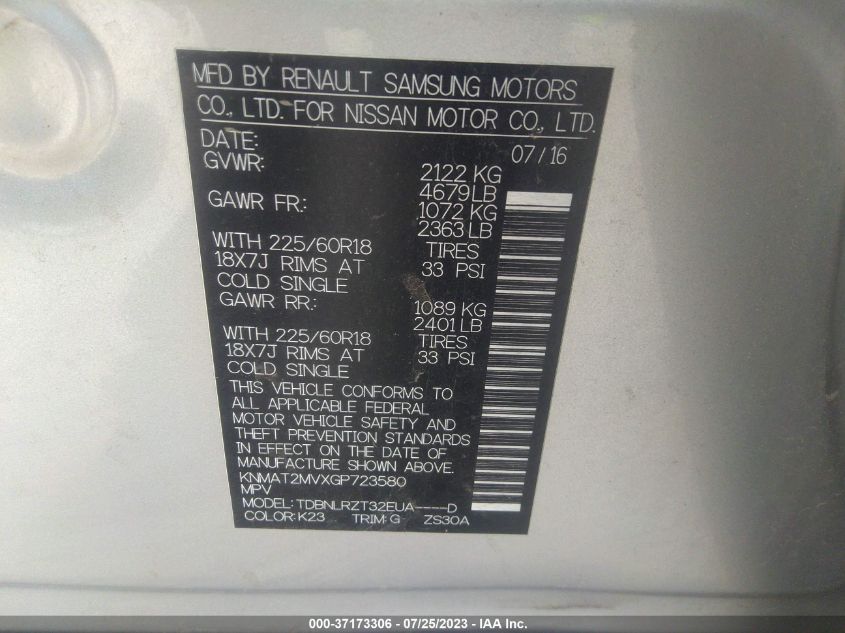 MFD BY RENAULT SAMSUNG MOTORS
CO., LTD. FOR NISSAN MOTOR CO., LTD.
DATE: 07/16
GVWR: 2122 KG
4679LB
GAWR FR.: 1072 KG
2363 LB
WITH 225/60R18 TIRES
18X7J RIMS AT 33 PSI
COLD SINGLE
GAWR RR.: 1089 KG
2401 LB
WITH 225/60R18 TIRES
18X7J RIMS AT 33 PSI
COLD SINGLE
THIS VEHICLE CONFORMS TO
ALL APPLICABLE FEDERAL
MOTOR VEHICLE SAFETY AND
THEFT PREVENTION STANDARDS
IN EFFECT ON THE DATE OF
MANUFACTURE SHOWN ABOVE.
KNMAT2MVXGP723580
MPV
MODEL: TDBNLRZT32EUA----D
COLOR: K23 TRIM: G ZS30A
000-37173306 - 07/25/2023 - IAA Inc.